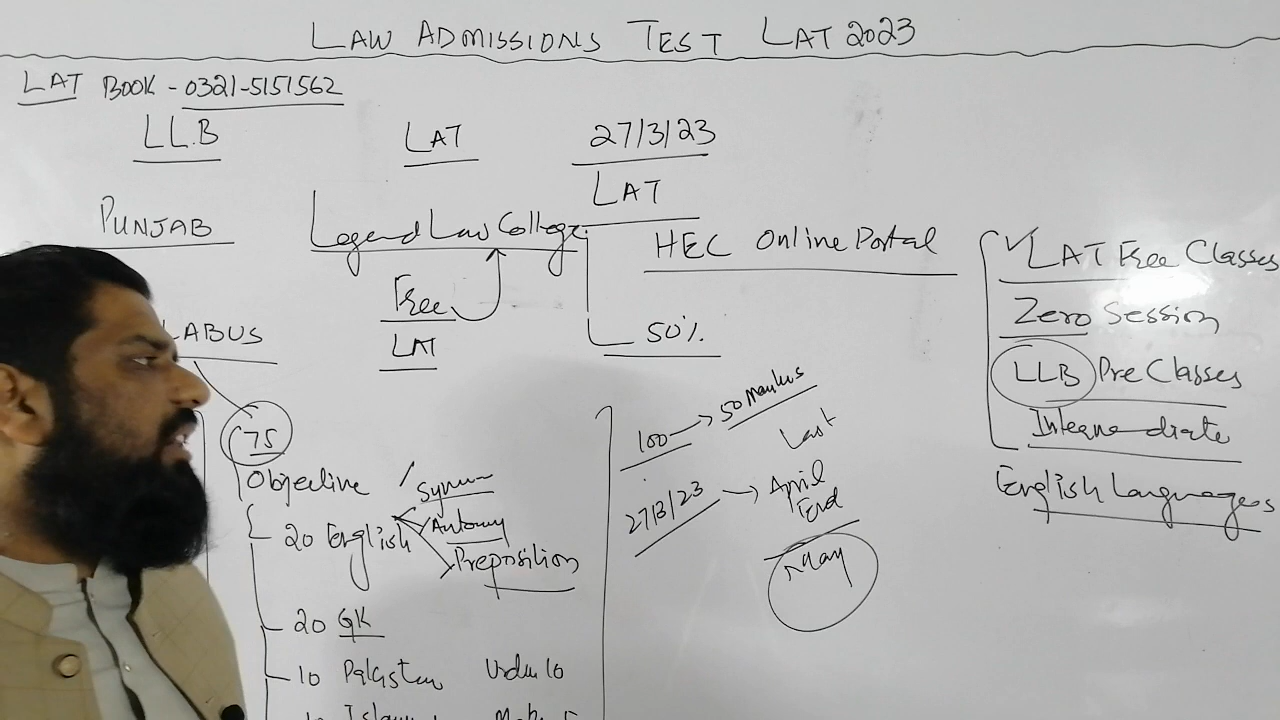 LAW ADMISSIONS TEST LAT 2023
LAT BOOK - 0321-5151562
LL.B LAT 27/3/23
LAT
PUNJAB Legend Law College
HEC Online Portal
Free
LAT
50%
LABUS
75
Objective
20 English
Preposition
20 GK
10 Pakistan Urdu 10
100 → 50 Marks
Last
27/3/23 → April
End
May
✓ LAT Free Classes
Zero Session
LLB Pre Classes
Intermediate
English Languages